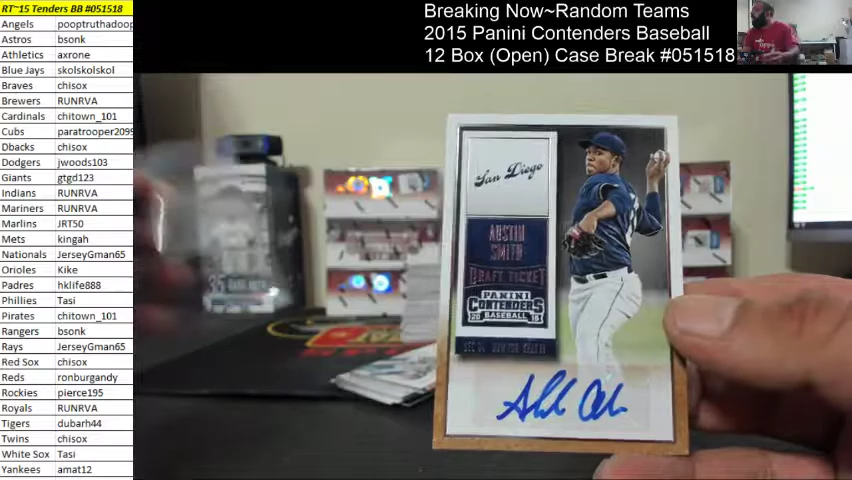 RT~15 Tenders BB #051518
Angels pooptruthadoop
Astros bsonk
Athletics axrone
Blue Jays skolskolskol
Braves chisox
Brewers RUNRVA
Cardinals chitown_101
Cubs paratrooper2099
Dbacks chisox
Dodgers jwoods103
Giants gtgd123
Indians RUNRVA
Mariners RUNRVA
Marlins JRT50
Mets kingah
Nationals JerseyGman65
Orioles Kike
Padres hklife888
Phillies Tasi
Pirates chitown_101
Rangers bsonk
Rays JerseyGman65
Red Sox chisox
Reds ronburgandy
Rockies pierce195
Royals RUNRVA
Tigers dubarh44
Twins chisox
White Sox Tasi
Yankees amat12
Breaking Now~Random Teams
2015 Panini Contenders Baseball
12 Box (Open) Case Break #051518
San Diego
AUSTIN
SMITH
DRAFT TICKET
PANINI
CONTENDERS
20 BASEBALL 15
35